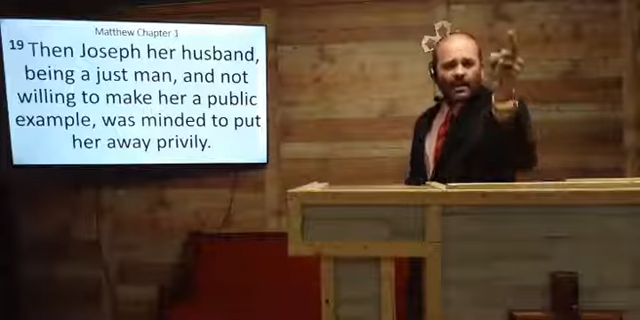 Matthew Chapter 1
19 Then Joseph her husband,
being a just man, and not
willing to make her a public
example, was minded to put
her away privily.